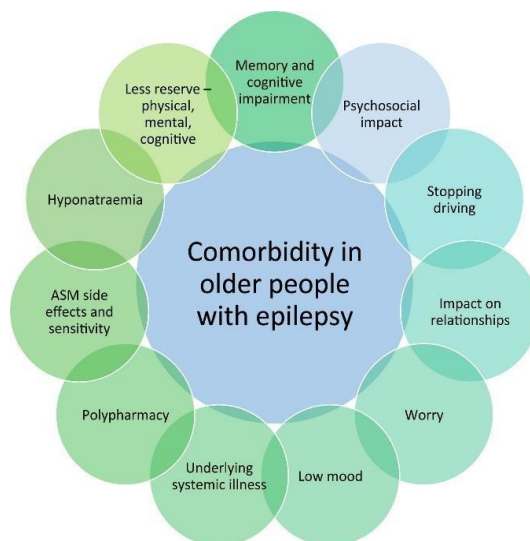 Memory and
cognitive
impairment
Psychosocial
impact
Stopping
driving
Impact on
relationships
Worry
Low mood
Underlying
systemic illness
Polypharmacy
ASM side
effects and
sensitivity
Hyponatraemia
Less reserve –
physical,
mental,
cognitive
Comorbidity in
older people
with epilepsy